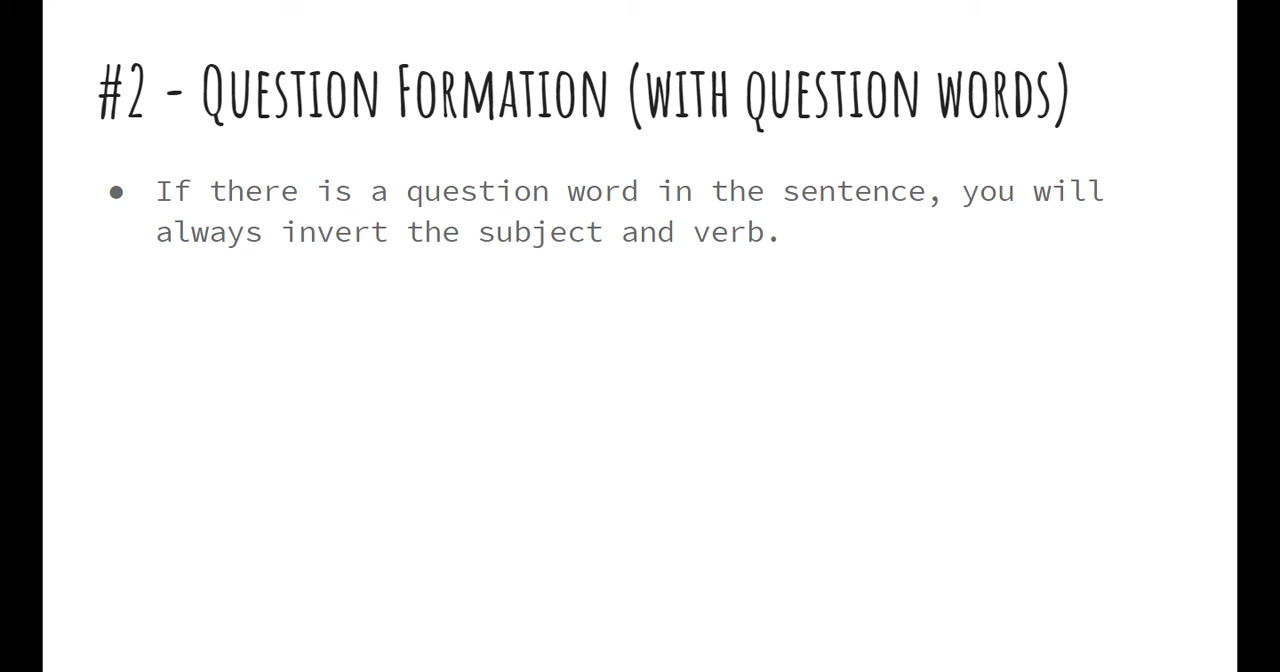 #2 - Question Formation (with question words)
● If there is a question word in the sentence, you will
always invert the subject and verb.